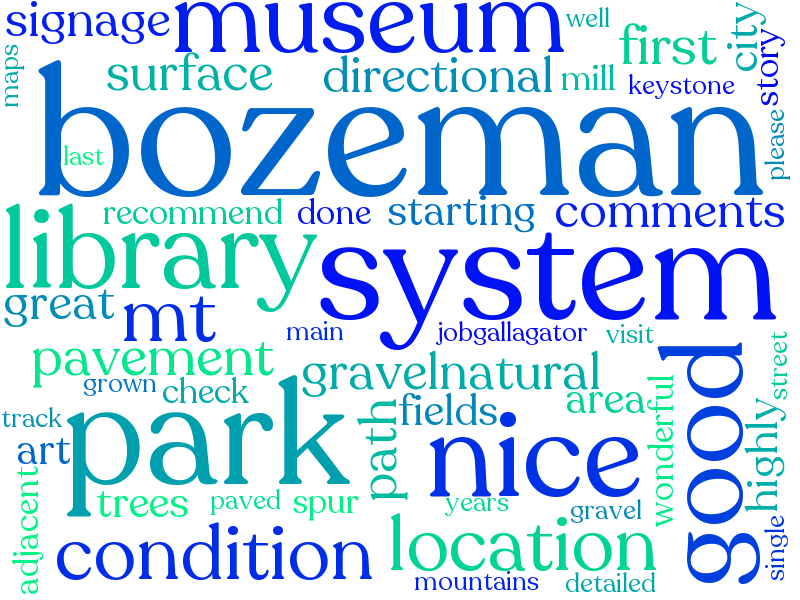 signage
museum
well
first
city
story
maps
surface
directional
mill
keystone
bozeman
last
please
recommend
done
starting
comments
library
system
great
mt
main
jobgallagator
visit
pavement
grown
check
gravelnatural
area
street
good
track
art
park
path
fields
nice
wonderful
highly
adjacent
trees
paved
spur
years
gravel
single
condition
location
mountains
detailed